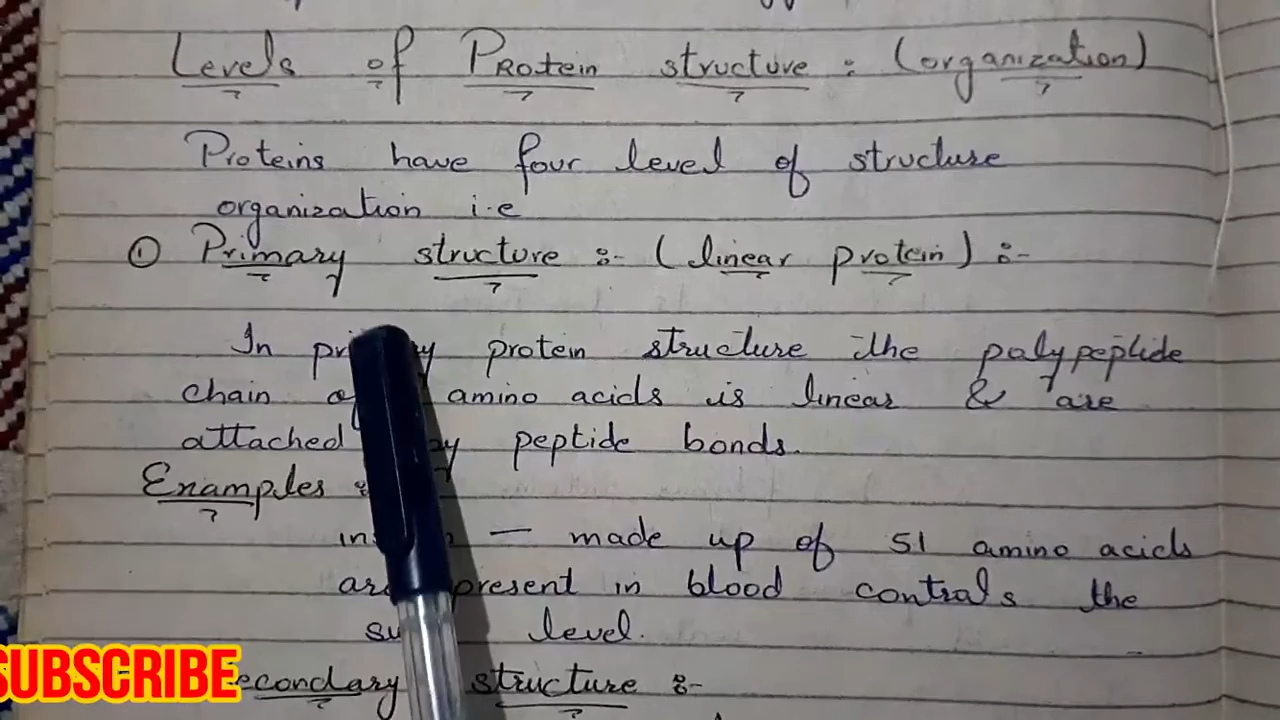 Levels of Protein structure : (organization)
Proteins have four level of structure
organization i.e
① Primary structure :- (linear protein) :-
In protein structure the polypeptide
chain amino acids is linear & are
attached peptide bonds.
Examples
— made up of 51 amino acids
present in blood controls the
level.
SUBSCRIBE
structure :-